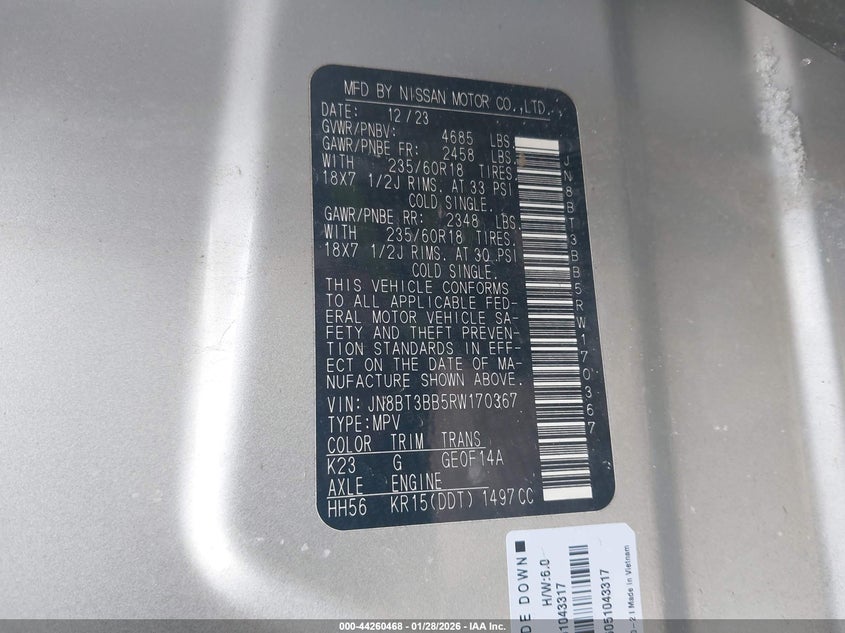 MFD BY NISSAN MOTOR CO.,LTD.
DATE: 12/23
GVWR/PNBV: 4685 LBS.
GAWR/PNBE FR: 2458 LBS.
WITH 235/60R18 TIRES.
18X7 1/2J RIMS. AT 33 PSI
COLD SINGLE.
GAWR/PNBE RR: 2348 LBS.
WITH 235/60R18 TIRES.
18X7 1/2J RIMS. AT 30 PSI
COLD SINGLE.
THIS VEHICLE CONFORMS
TO ALL APPLICABLE FED-
ERAL MOTOR VEHICLE SA-
FETY AND THEFT PREVEN-
TION STANDARDS IN EFF-
ECT ON THE DATE OF MA-
NUFACTURE SHOWN ABOVE.
VIN: JN8BT3BB5RW170367
TYPE:MPV
COLOR TRIM TRANS
K23 G GE0F14A
AXLE ENGINE
HH56 KR15(DDT) 1497CC
JN8BT3BB5RW170367
DE DOWN
H/W:6.0
51043317
6051043317
Made in Vietnam
000-44260468 - 01/28/2026 - IAA Inc.